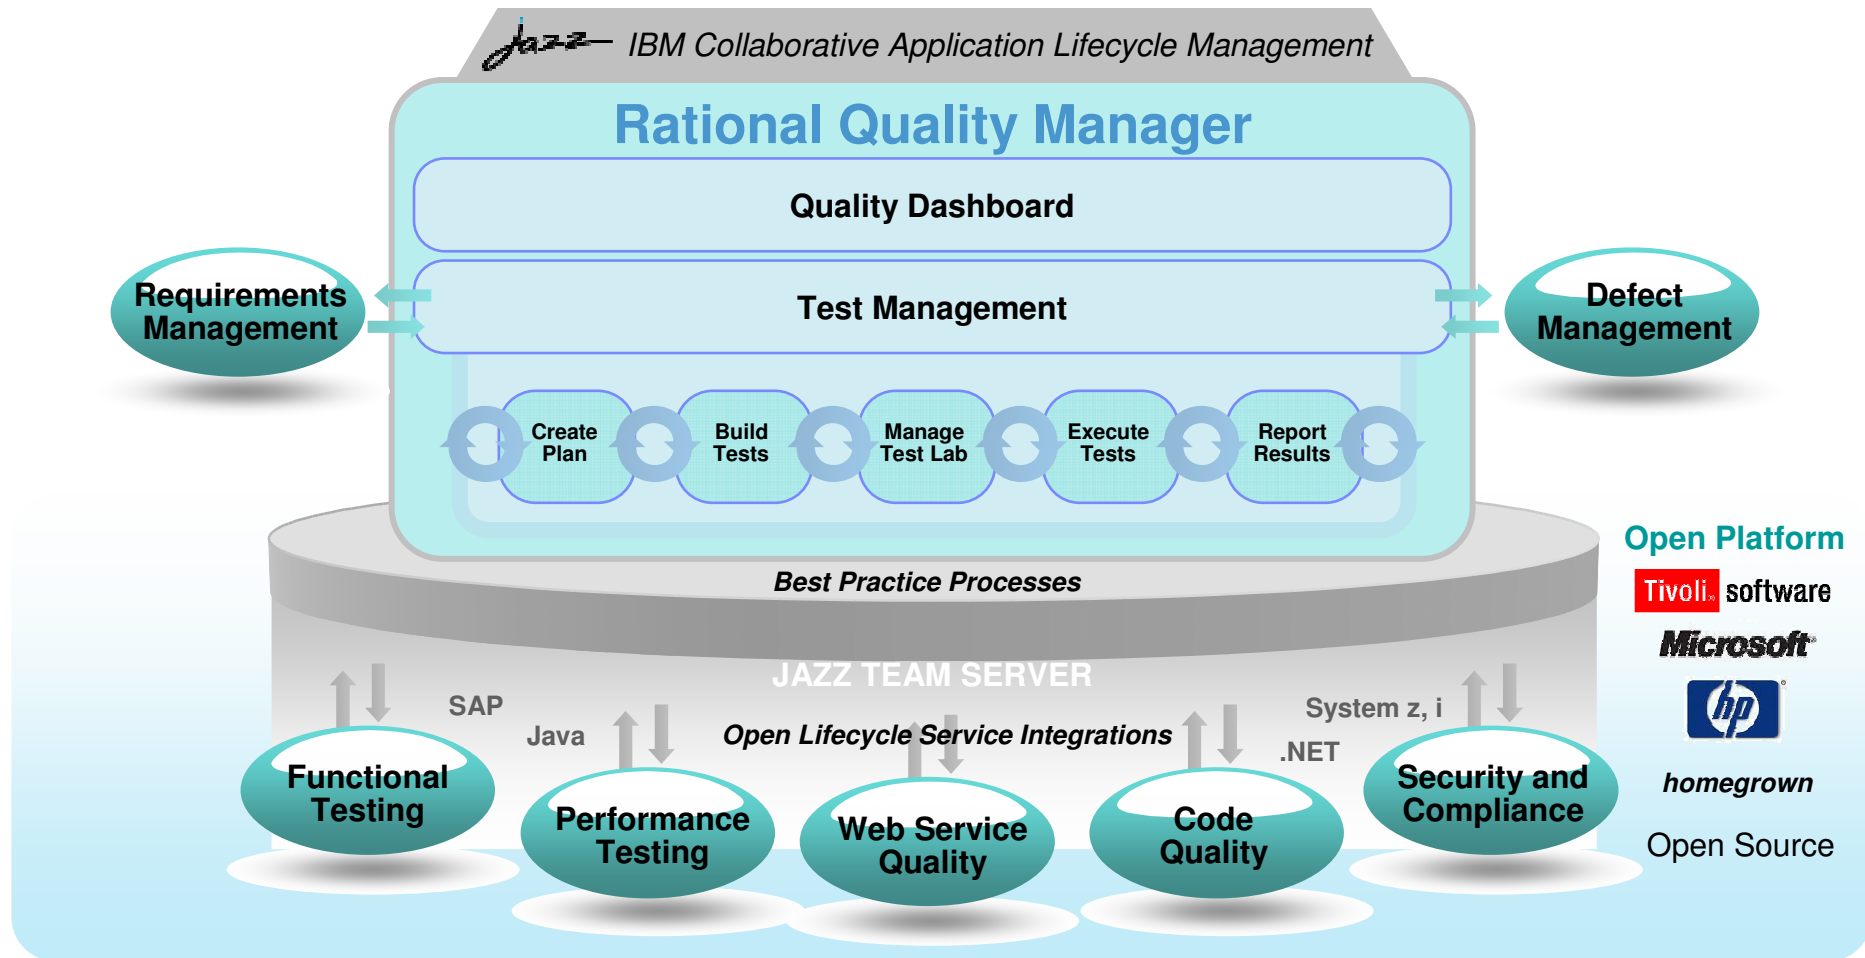 Jazz IBM Collaborative Application Lifecycle Management
Rational Quality Manager
Quality Dashboard
Requirements
Management
Test Management
Defect
Management
Create
Plan
Build
Tests
Manage
Test Lab
Execute
Tests
Report
Results
Best Practice Processes
JAZZ TEAM SERVER
SAP
Java
Open Lifecycle Service Integrations
System z, i
.NET
Functional
Testing
Performance
Testing
Web Service
Quality
Code
Quality
Security and
Compliance
Open Platform
Tivoli software
Microsoft
hp
homegrown
Open Source